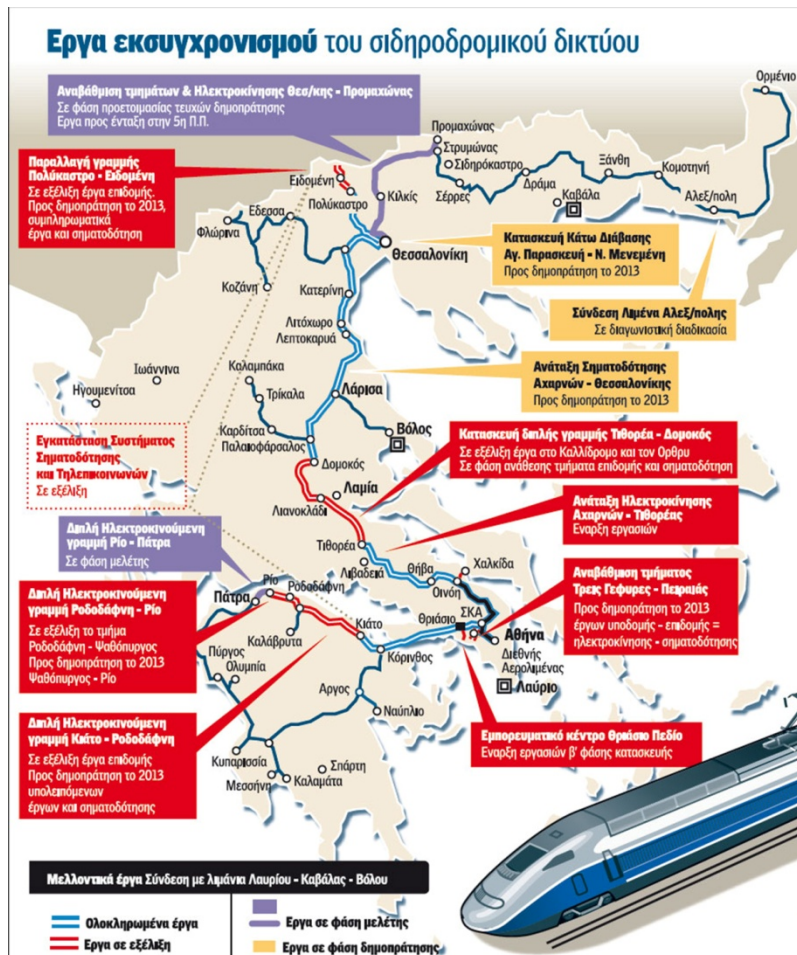 Εργα εκσυγχρονισμού του σιδηροδρομικού δικτύου
Αναβάθμιση τμημάτων & Ηλεκτροκίνησης Θεσ/κης - Προμαχώνας
Σε φάση προετοιμασίας τευχών δημοπράτησης
Εργα προς ένταξη στην 5η Π.Π.
Παραλλαγή γραμμής
Πολύκαστρο - Ειδομένη
Σε εξέλιξη έργα επιδομής.
Προς δημοπράτηση το 2013,
συμπληρωματικά
έργα και σηματοδότηση
Ορμένιο
Προμαχώνας
Στρυμώνας
Σιδηρόκαστρο
Σέρρες
Δράμα
Καβάλα
Ξάνθη
Κομοτηνή
Αλεξ/πολη
Ειδομένη
Πολύκαστρο
Κιλκίς
Εδεσσα
Φλώρινα
Κοζάνη
Θεσσαλονίκη
Κατασκευή Κάτω Διάβασης
Αγ. Παρασκευή - Ν. Μενεμένη
Προς δημοπράτηση το 2013
Σύνδεση Λιμένα Αλεξ/πολης
Σε διαγωνιστική διαδικασία
Κατερίνη
Λιτόχωρο
Λεπτοκαρυά
Ιωάννινα
Ηγουμενίτσα
Καλαμπάκα
Τρίκαλα
Λάρισα
Ανάταξη Σηματοδότησης
Αχαρνών - Θεσσαλονίκης
Προς δημοπράτηση το 2013
Καρδίτσα
Παλαιοφάρσαλος
Βόλος
Εγκατάσταση Συστήματος
Σηματοδότησης
και Τηλεπικοινωνών
Σε εξέλιξη
Δομοκός
Κατασκευή διπλής γραμμής Τιθορέα - Δομοκός
Σε εξέλιξη έργα στο Καλλίδρομο και τον Ορθρυ
Σε φάση ανάθεσης τμήματα επιδομής και σηματοδότηση
Λαμία
Λιανοκλάδι
Ανάταξη Ηλεκτροκίνησης
Αχαρνών - Τιθορέας
Εναρξη εργασιών
Διπλή Ηλεκτροκινούμενη
γραμμή Ρίο - Πάτρα
Σε φάση μελέτης
Τιθορέα
Λιβαδειά
Θήβα
Οινόη
Χαλκίδα
Αναβάθμιση τμήματος
Τρεις Γεφυρες - Πειραιάς
Προς δημοπράτηση το 2013
έργων υποδομής - επιδομής =
ηλεκτροκίνησης - σηματοδότησης
Διπλή Ηλεκτροκινούμενη
γραμμή Ροδοδάφνη - Ρίο
Σε εξέλιξη το τμήμα
Ροδοδάφνη - Ψαθόπυργος
Προς δημοπράτηση το 2013
Ψαθόπυργος - Ρίο
Ρίο
Πάτρα
Ροδοδάφνη
Καλάβρυτα
Κιάτο
Θριάσιο
ΣΚΑ
Αθήνα
Διεθνής
Αερολιμένας
Λαύριο
Κόρινθος
Πύργος
Ολυμπία
Αργος
Ναύπλιο
Διπλή Ηλεκτροκινούμενη
γραμμή Κιάτο - Ροδοδάφνη
Σε εξέλιξη έργα επιδομής
Προς δημοπράτηση το 2013
υπολειπόμενων
έργων και σηματοδότησης
Εμπορευματικό κέντρο Θριάσιο Πεδίο
Εναρξη εργασιών β' φάσης κατασκευής
Κυπαρισσία
Μεσσήνη
Καλαμάτα
Σπάρτη
Μελλοντικά έργα Σύνδεση με λιμάνια Λαυρίου - Καβάλας - Βόλου
Ολοκληρωμένα έργα
Εργα σε εξέλιξη
Εργα σε φάση μελέτης
Εργα σε φάση δημοπράτησης